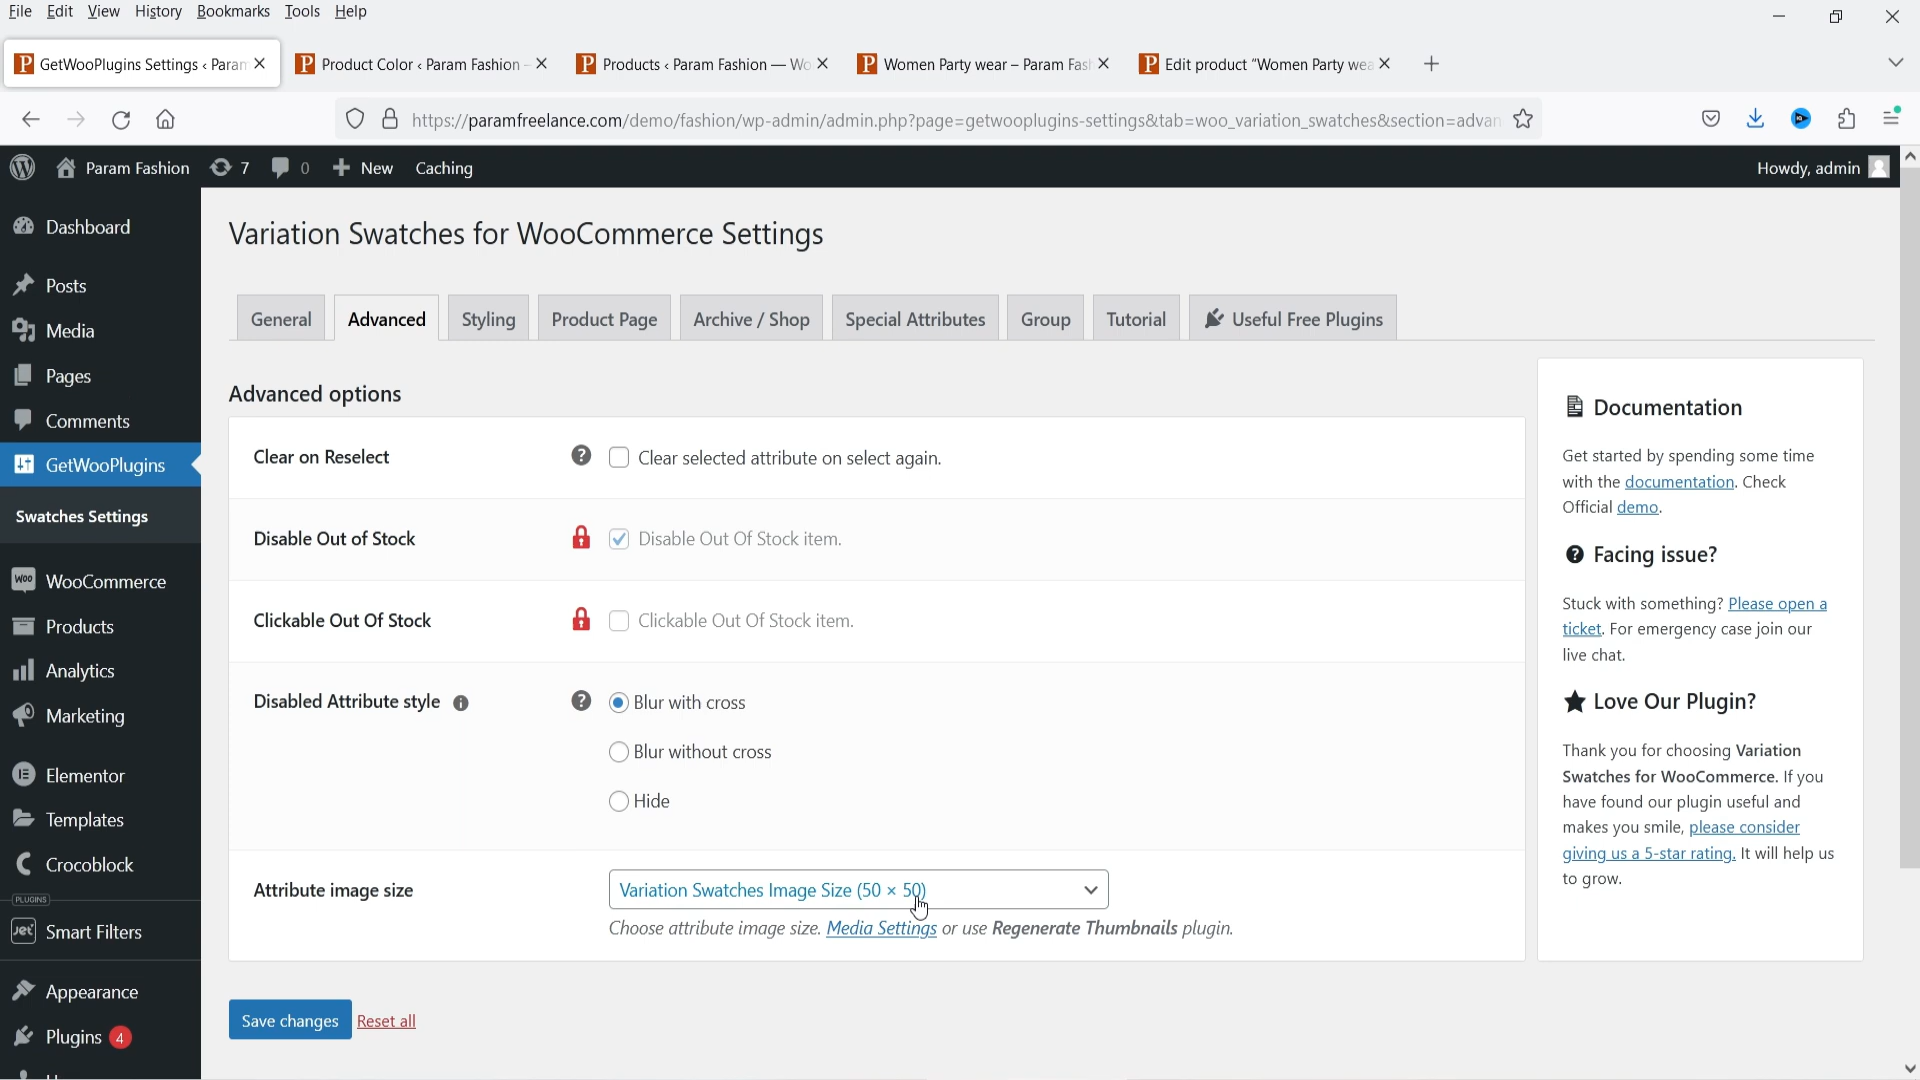 File Edit View History Bookmarks Tools Help
GetWooPlugins Settings ‹ Param
Product Color ‹ Param Fashion –
Products ‹ Param Fashion — Wo
Women Party wear – Param Fash
Edit product “Women Party wea
https://paramfreelance.com/demo/fashion/wp-admin/admin.php?page=getwooplugins-settings&tab=woo_variation_swatches&section=advan
Param Fashion 7 0 New Caching
Howdy, admin
Dashboard
Posts
Media
Pages
Comments
GetWooPlugins
Swatches Settings
WooCommerce
Products
Analytics
Marketing
Elementor
Templates
Crocoblock
PLUGINS
Smart Filters
Appearance
Plugins 4
Variation Swatches for WooCommerce Settings
General Advanced Styling Product Page Archive / Shop Special Attributes Group Tutorial Useful Free Plugins
Advanced options
Clear on Reselect Clear selected attribute on select again.
Disable Out of Stock Disable Out Of Stock item.
Clickable Out Of Stock Clickable Out Of Stock item.
Disabled Attribute style Blur with cross
Blur without cross
Hide
Attribute image size Variation Swatches Image Size (50 × 50)
Choose attribute image size. Media Settings or use Regenerate Thumbnails plugin.
Save changes Reset all
Documentation
Get started by spending some time
with the documentation. Check
Official demo.
Facing issue?
Stuck with something? Please open a
ticket. For emergency case join our
live chat.
Love Our Plugin?
Thank you for choosing Variation
Swatches for WooCommerce. If you
have found our plugin useful and
makes you smile, please consider
giving us a 5-star rating. It will help us
to grow.